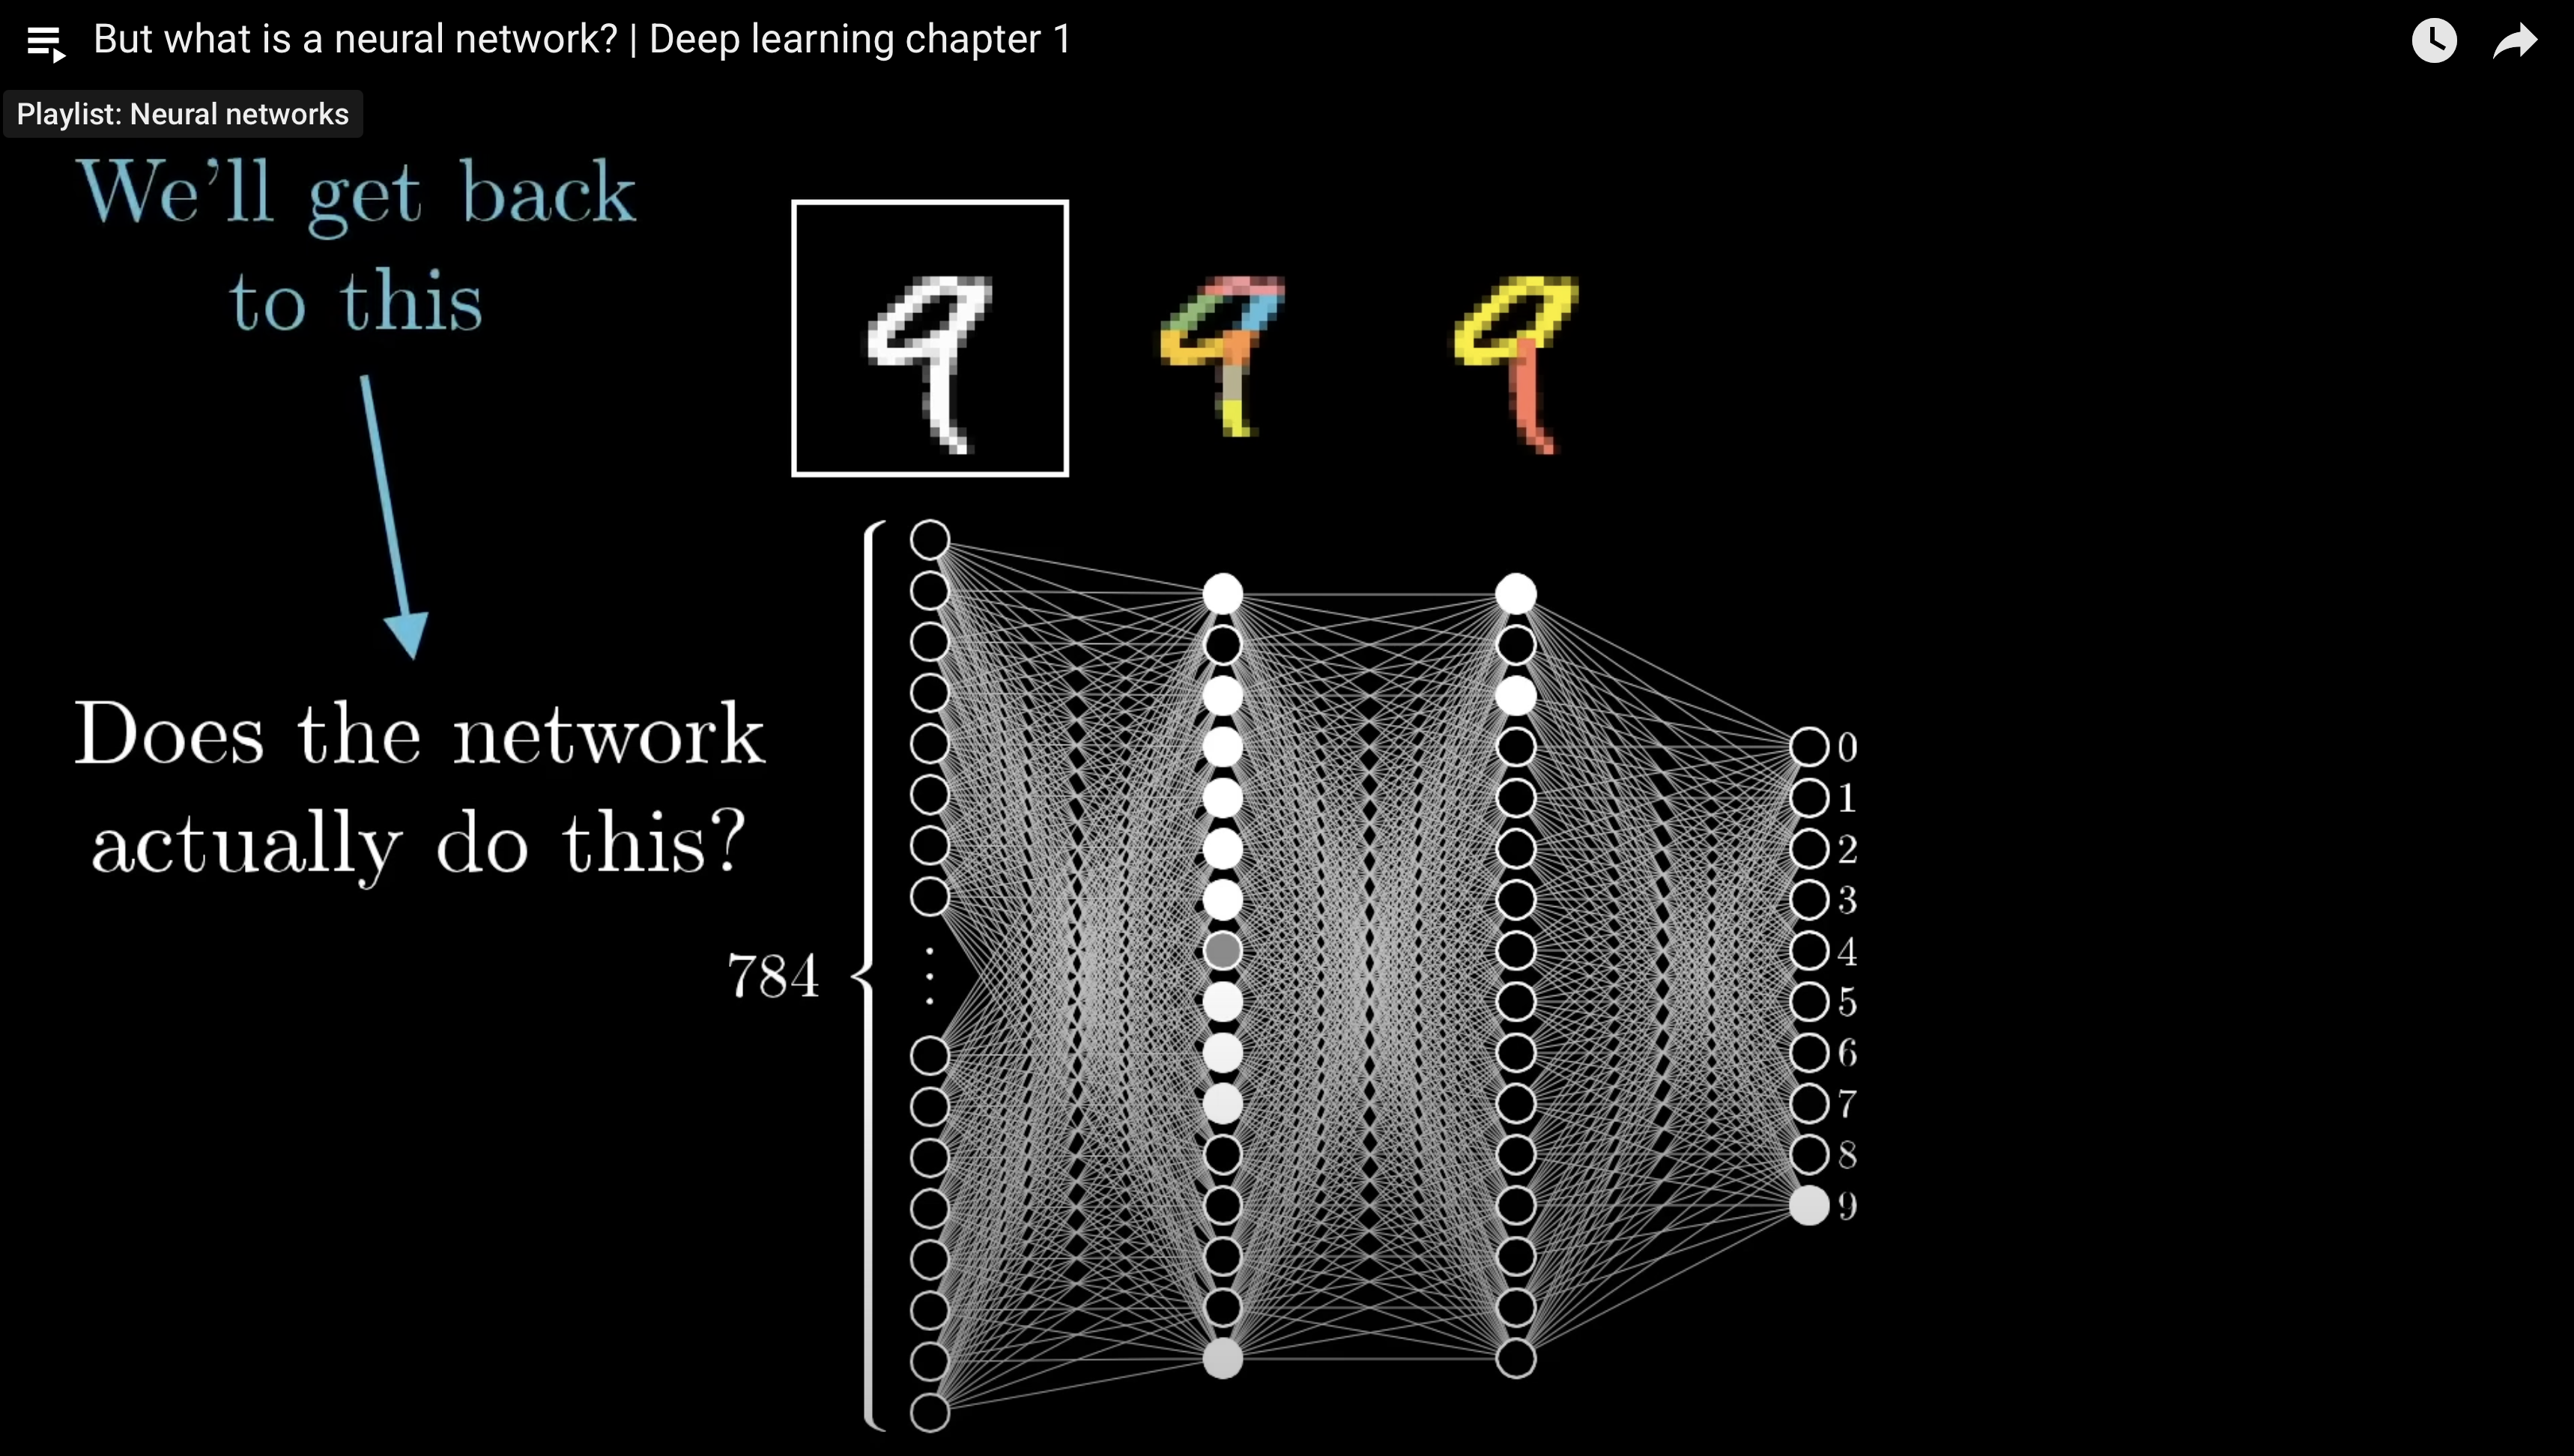 But what is a neural network? | Deep learning chapter 1
Playlist: Neural networks
We'll get back
to this
Does the network
actually do this?
784
0
1
2
3
4
5
6
7
8
9